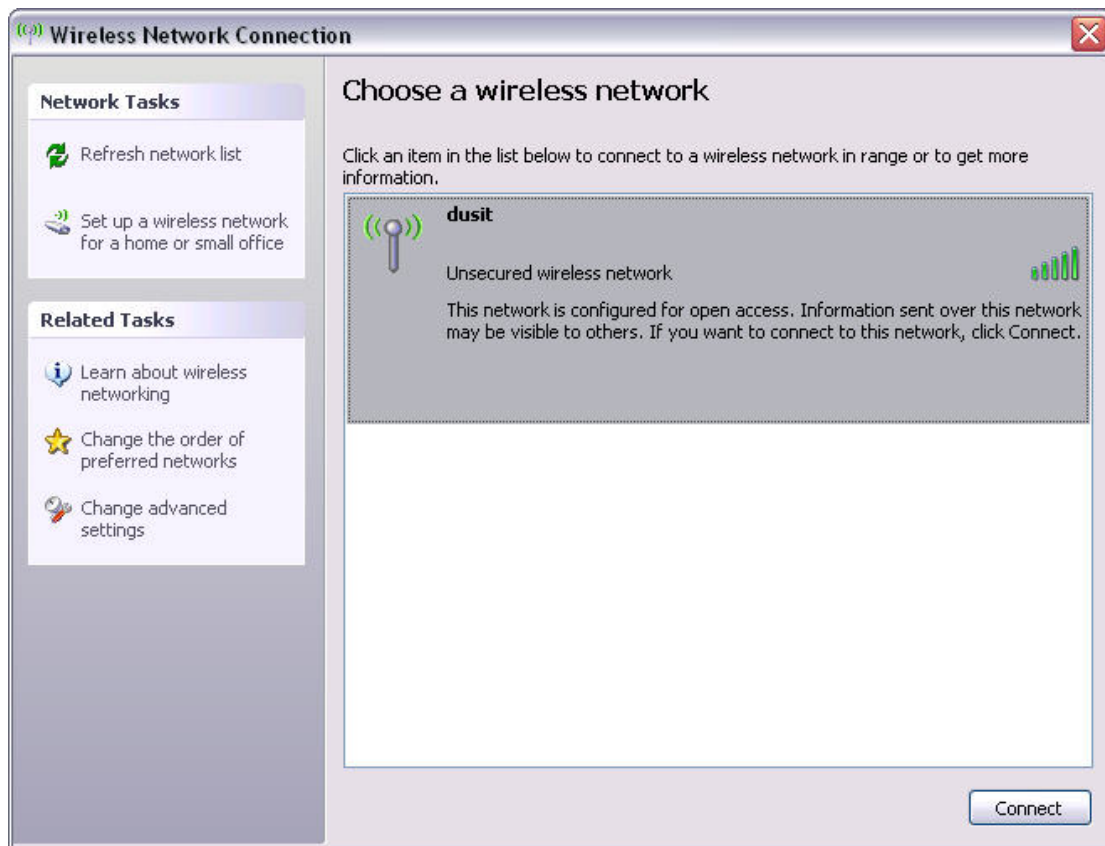 Wireless Network Connection
Network Tasks
Refresh network list
Set up a wireless network
for a home or small office
Related Tasks
Learn about wireless
networking
Change the order of
preferred networks
Change advanced
settings
Choose a wireless network
Click an item in the list below to connect to a wireless network in range or to get more
information.
dusit
Unsecured wireless network
This network is configured for open access. Information sent over this network
may be visible to others. If you want to connect to this network, click Connect.
Connect